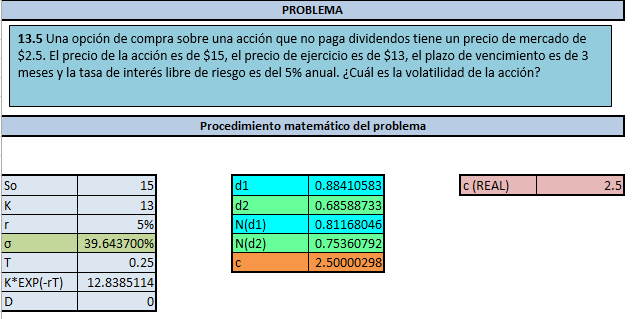 PROBLEMA
13.5 Una opción de compra sobre una acción que no paga dividendos tiene un precio de mercado de
$2.5. El precio de la acción es de $15, el precio de ejercicio es de $13, el plazo de vencimiento es de 3
meses y la tasa de interés libre de riesgo es del 5% anual. ¿Cuál es la volatilidad de la acción?
Procedimiento matemático del problema
So 15 d1 0.88410583 c (REAL) 2.5
K 13 d2 0.68588733
r 5% N(d1) 0.81168046
σ 39.643700% N(d2) 0.75360792
T 0.25 c 2.50000298
K*EXP(-rT) 12.8385114
D 0